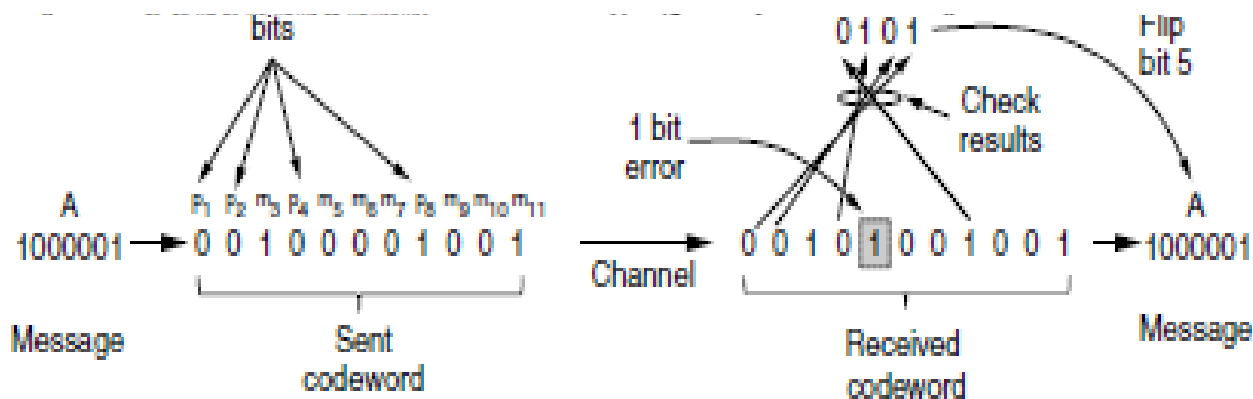 bits
0 1 0 1
Flip
bit 5
Check
results
1 bit
error
A
p1 p2 m3 p4 m5 m6 m7 p8 m9 m10 m11
A
1000001
0 0 1 0 0 0 0 1 0 0 1
0 0 1 0 1 0 0 1 0 0 1
1000001
Channel
Message
Sent
codeword
Received
codeword
Message